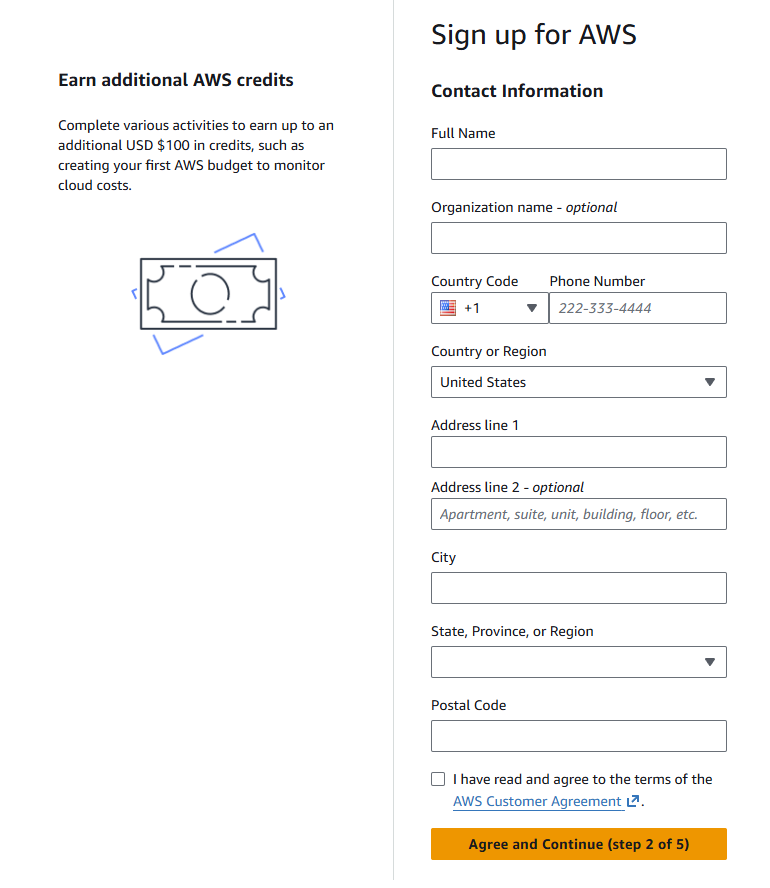 Earn additional AWS credits
Complete various activities to earn up to an
additional USD $100 in credits, such as
creating your first AWS budget to monitor
cloud costs.
Sign up for AWS
Contact Information
Full Name
Organization name - optional
Country Code
Phone Number
+1
222-333-4444
Country or Region
United States
Address line 1
Address line 2 - optional
Apartment, suite, unit, building, floor, etc.
City
State, Province, or Region
Postal Code
I have read and agree to the terms of the
AWS Customer Agreement .
Agree and Continue (step 2 of 5)